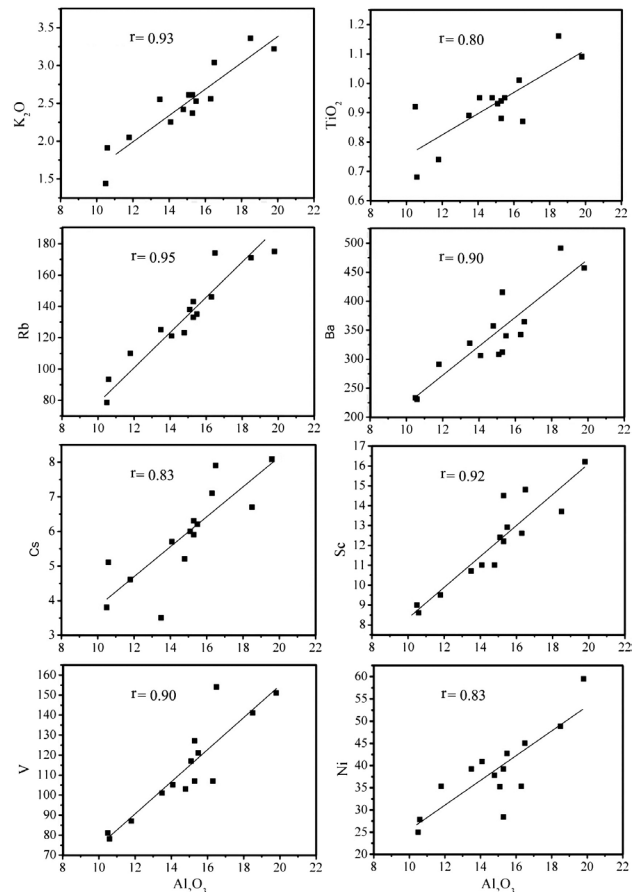 r= 0.93
K2O
3.5
3.0
2.5
2.0
1.5
8 10 12 14 16 18 20 22
r= 0.80
TiO2
1.2
1.1
1.0
0.9
0.8
0.7
0.6
8 10 12 14 16 18 20 22
r= 0.95
Rb
180
160
140
120
100
80
8 10 12 14 16 18 20 22
r= 0.90
Ba
500
450
400
350
300
250
200
8 10 12 14 16 18 20 22
r= 0.83
Cs
8
7
6
5
4
3
8 10 12 14 16 18 20 22
r= 0.92
Sc
17
16
15
14
13
12
11
10
9
8
8 10 12 14 16 18 20 22
r= 0.90
V
160
150
140
130
120
110
100
90
80
70
8 10 12 14 16 18 20 22
Al2O3
r= 0.83
Ni
60
55
50
45
40
35
30
25
20
8 10 12 14 16 18 20 22
Al2O3